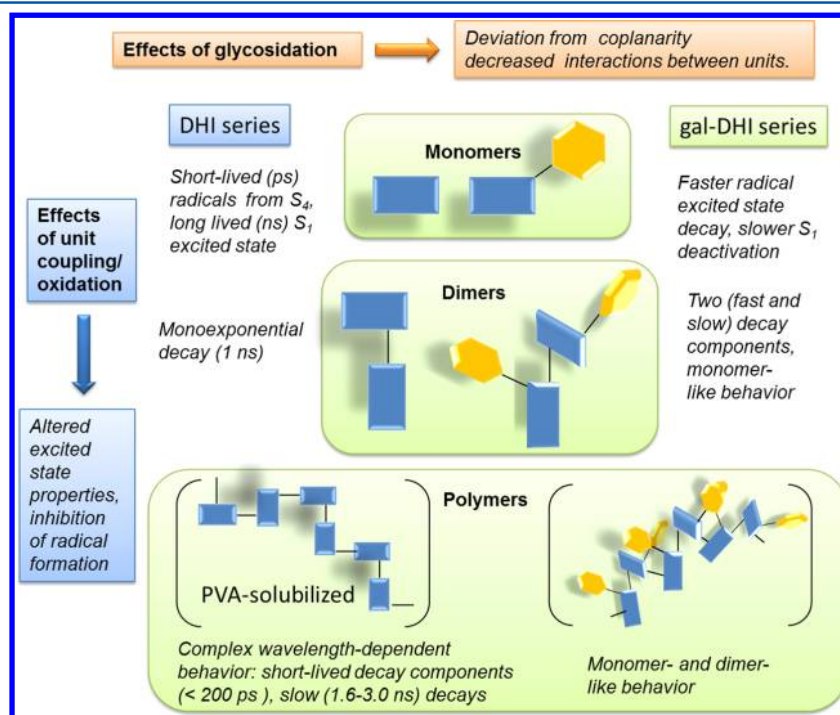 Effects of glycosidation
Deviation from coplanarity
decreased interactions between units.
DHI series
gal-DHI series
Monomers
Short-lived (ps)
radicals from S4,
long lived (ns) S1
excited state
Faster radical
excited state
decay, slower S1
deactivation
Effects
of unit
coupling/
oxidation
Dimers
Monoexponential
decay (1 ns)
Two (fast and
slow) decay
components,
monomer-
like behavior
Altered
excited
state
properties,
inhibition
of radical
formation
Polymers
PVA-solubilized
Complex wavelength-dependent
behavior: short-lived decay components
(< 200 ps ), slow (1.6-3.0 ns) decays
Monomer- and dimer-
like behavior